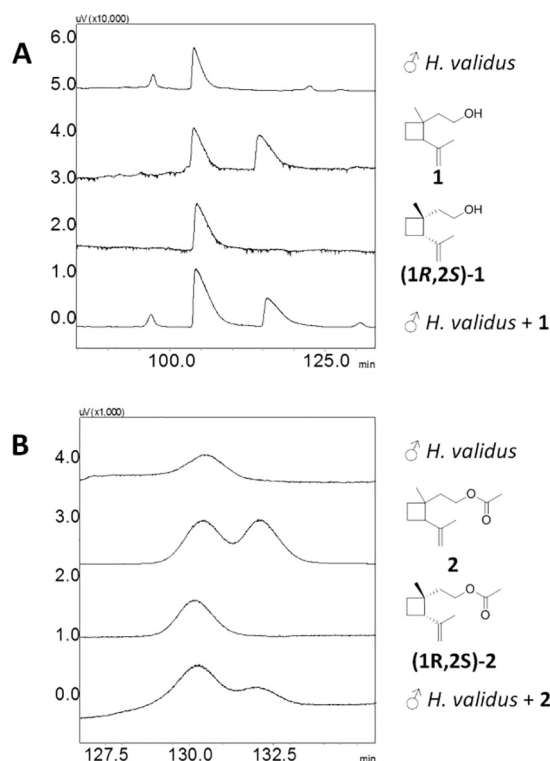 uV (x10,000)
A
6.0
5.0
4.0
3.0
2.0
1.0
0.0
100.0
125.0
min
♂ H. validus
OH
1
OH
(1R,2S)-1
♂ H. validus + 1
uV (x1,000)
B
4.0
3.0
2.0
1.0
0.0
127.5
130.0
132.5
min
♂ H. validus
O
O
2
O
O
(1R,2S)-2
♂ H. validus + 2